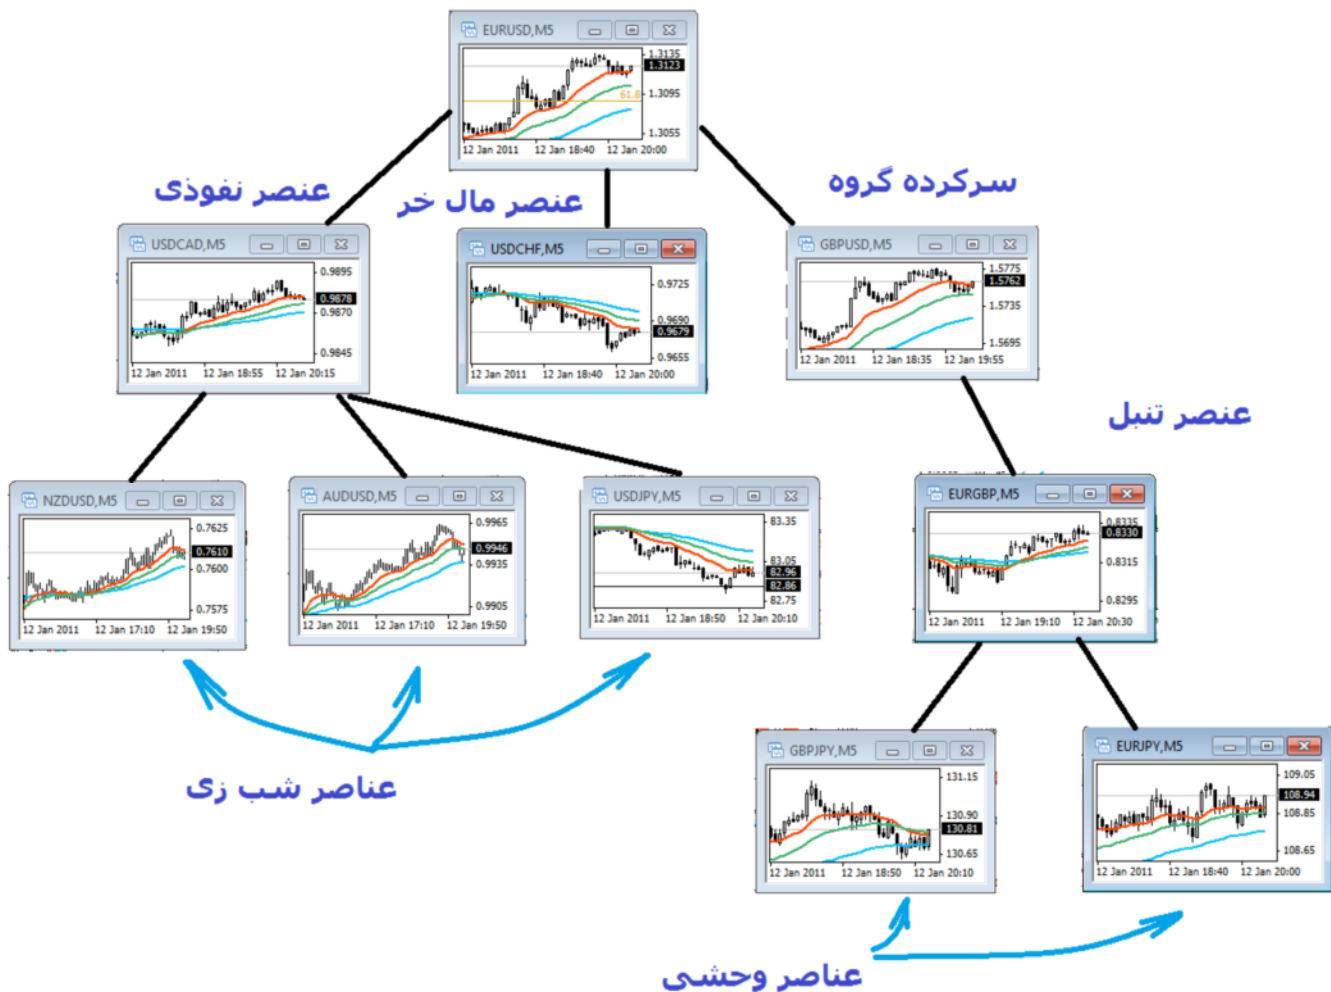 EURUSD,M5
1.3135
1.3123
1.3095
61.8
1.3055
12 Jan 2011 12 Jan 18:40 12 Jan 20:00
عنصر نفوذی
عنصر مال خر
سرکرده گروه
USDCAD,M5
0.9895
0.9878
0.9870
0.9845
12 Jan 2011 12 Jan 18:55 12 Jan 20:15
USDCHF,M5
0.9725
0.9690
0.9679
0.9655
12 Jan 2011 12 Jan 18:40 12 Jan 20:00
GBPUSD,M5
1.5775
1.5762
1.5735
1.5695
12 Jan 2011 12 Jan 18:35 12 Jan 19:55
عنصر تنبل
NZDUSD,M5
0.7625
0.7610
0.7600
0.7575
12 Jan 2011 12 Jan 17:10 12 Jan 19:50
AUDUSD,M5
0.9965
0.9946
0.9935
0.9905
12 Jan 2011 12 Jan 17:10 12 Jan 19:50
USDJPY,M5
83.35
83.05
82.96
82.86
82.75
12 Jan 2011 12 Jan 18:50 12 Jan 20:10
EURGBP,M5
0.8335
0.8330
0.8315
0.8295
12 Jan 2011 12 Jan 19:10 12 Jan 20:30
عناصر شب زی
GBPJPY,M5
131.15
130.90
130.81
130.65
12 Jan 2011 12 Jan 18:50 12 Jan 20:10
EURJPY,M5
109.05
108.94
108.85
108.65
12 Jan 2011 12 Jan 18:40 12 Jan 20:00
عناصر وحشی